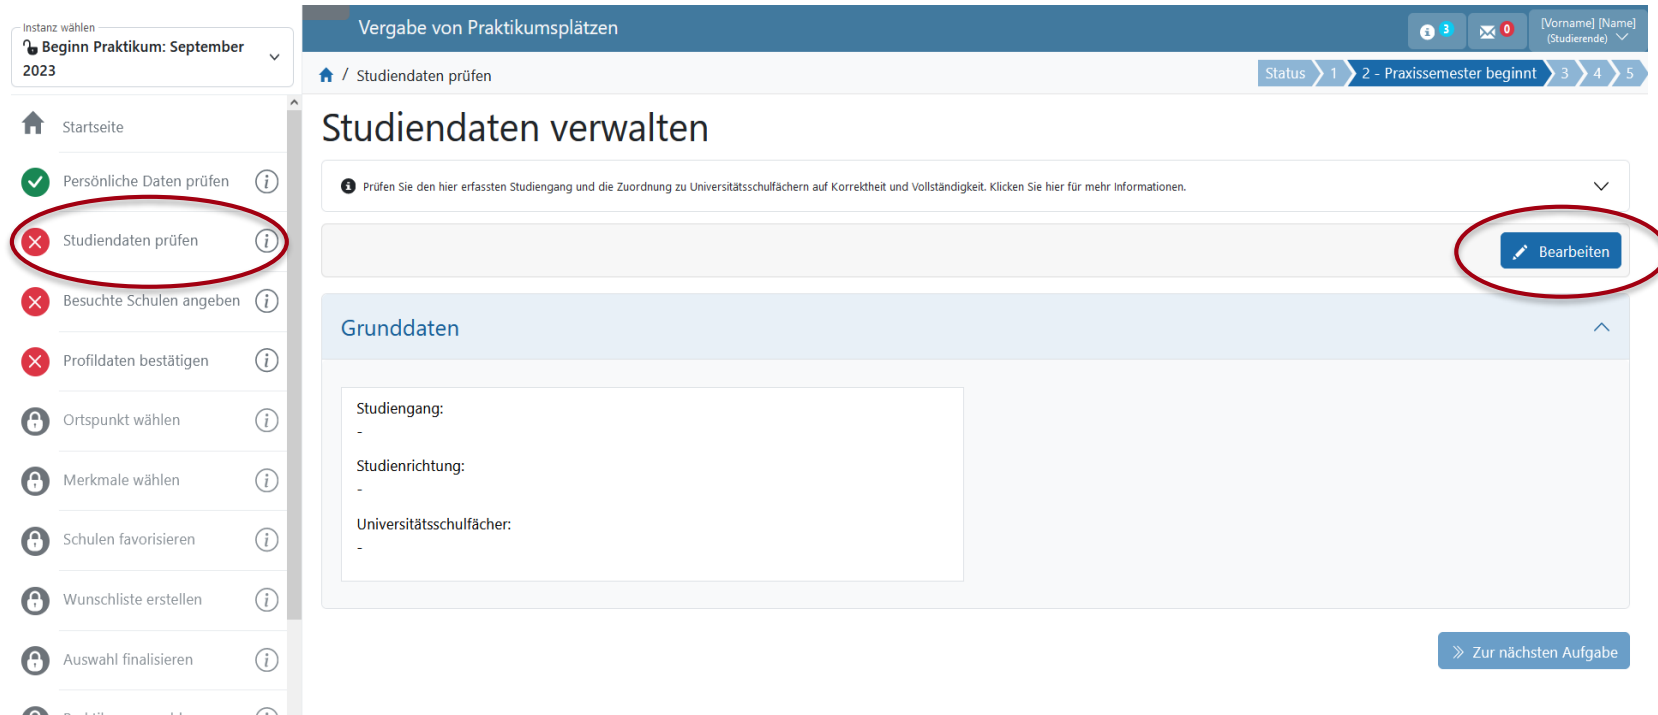 Instanz wählen
Beginn Praktikum: September
2023
Startseite
Persönliche Daten prüfen
Studiendaten prüfen
Besuchte Schulen angeben
Profildaten bestätigen
Ortspunkt wählen
Merkmale wählen
Schulen favorisieren
Wunschliste erstellen
Auswahl finalisieren
Vergabe von Praktikumsplätzen
3
0
[Vorname] [Name]
(Studierende)
/ Studiendaten prüfen
Status 1 2 - Praxissemester beginnt 3 4 5
Studiendaten verwalten
Prüfen Sie den hier erfassten Studiengang und die Zuordnung zu Universitätsschulfächern auf Korrektheit und Vollständigkeit. Klicken Sie hier für mehr Informationen.
Bearbeiten
Grunddaten
Studiengang:
-
Studienrichtung:
-
Universitätsschulfächer:
-
Zur nächsten Aufgabe